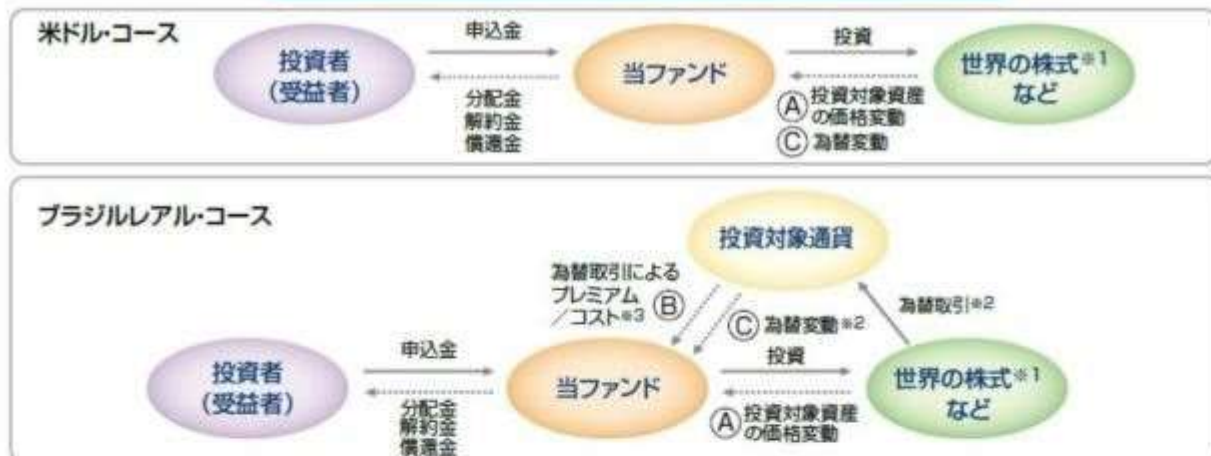 米ドル・コース
投資者
(受益者)
申込金
分配金
解約金
償還金
当ファンド
投資
Ⓐ 投資対象資産
の価格変動
Ⓒ 為替変動
世界の株式※1
など
ブラジルレアル・コース
投資対象通貨
為替取引による
プレミアム
／コスト※3
Ⓑ
Ⓒ 為替変動※2
為替取引※2
投資者
(受益者)
申込金
分配金
解約金
償還金
当ファンド
投資
Ⓐ 投資対象資産
の価格変動
世界の株式※1
など